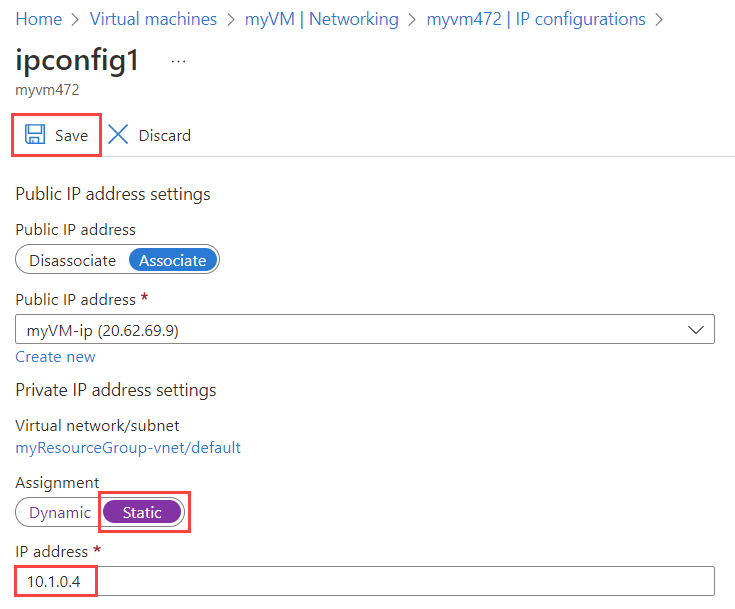 Home > Virtual machines > myVM | Networking > myvm472 | IP configurations >
ipconfig1 ...
myvm472
Save Discard
Public IP address settings
Public IP address
Disassociate Associate
Public IP address *
myVM-ip (20.62.69.9)
Create new
Private IP address settings
Virtual network/subnet
myResourceGroup-vnet/default
Assignment
Dynamic Static
IP address *
10.1.0.4